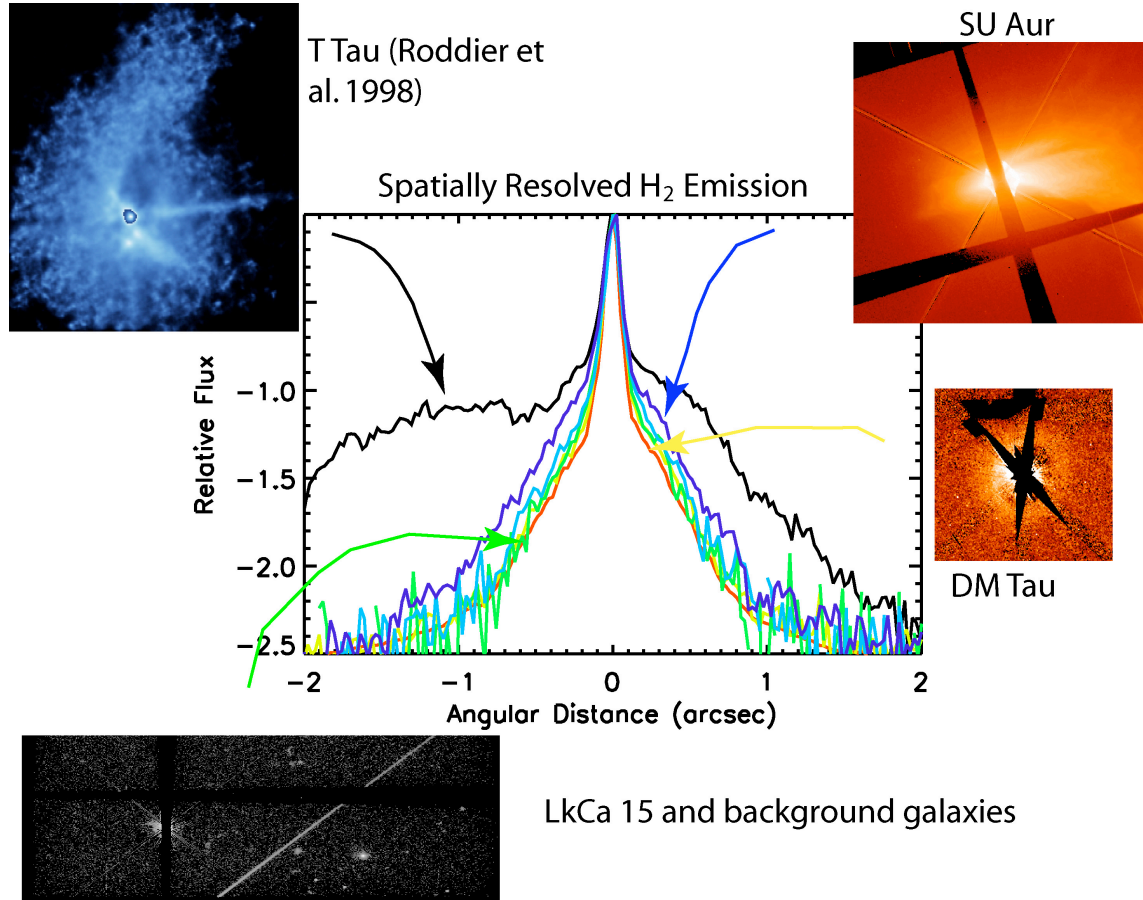 T Tau (Roddier et
al. 1998)
SU Aur
Spatially Resolved H₂ Emission
Relative Flux
−1.0
−1.5
−2.0
−2.5
−2
−1
0
1
2
Angular Distance (arcsec)
DM Tau
LkCa 15 and background galaxies